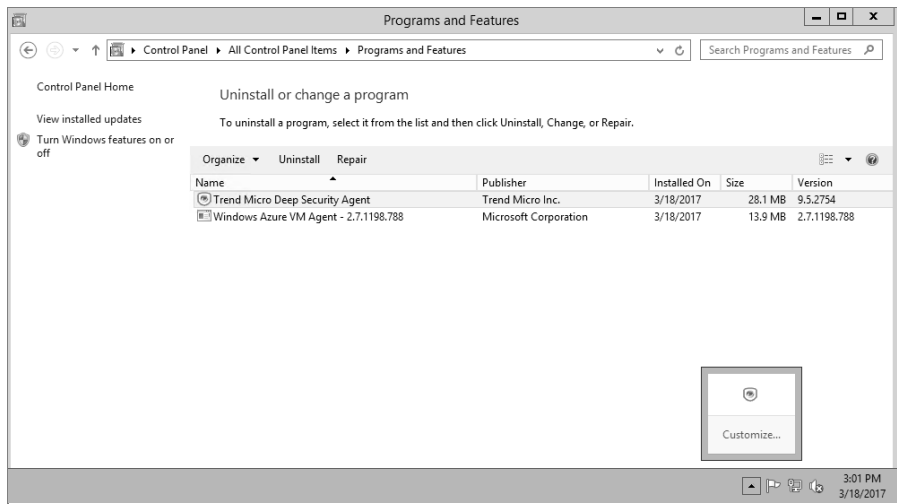 Programs and Features
Control Panel ▸ All Control Panel Items ▸ Programs and Features
Search Programs and Features
Control Panel Home
View installed updates
Turn Windows features on or
off
Uninstall or change a program
To uninstall a program, select it from the list and then click Uninstall, Change, or Repair.
Organize Uninstall Repair
Name Publisher Installed On Size Version
Trend Micro Deep Security Agent Trend Micro Inc. 3/18/2017 28.1 MB 9.5.2754
Windows Azure VM Agent - 2.7.1198.788 Microsoft Corporation 3/18/2017 13.9 MB 2.7.1198.788
Customize...
3:01 PM
3/18/2017